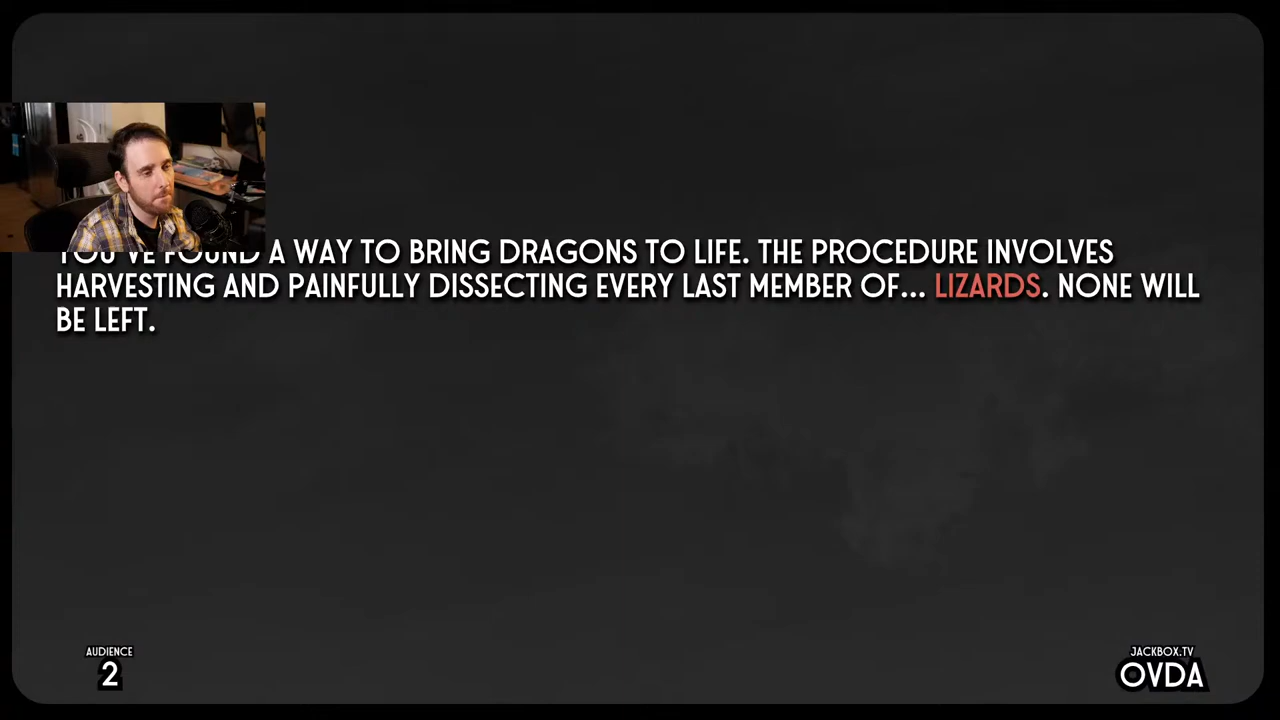 YOU'VE FOUND A WAY TO BRING DRAGONS TO LIFE. THE PROCEDURE INVOLVES
HARVESTING AND PAINFULLY DISSECTING EVERY LAST MEMBER OF... LIZARDS. NONE WILL
BE LEFT.
AUDIENCE
2
JACKBOX.TV
OVDA